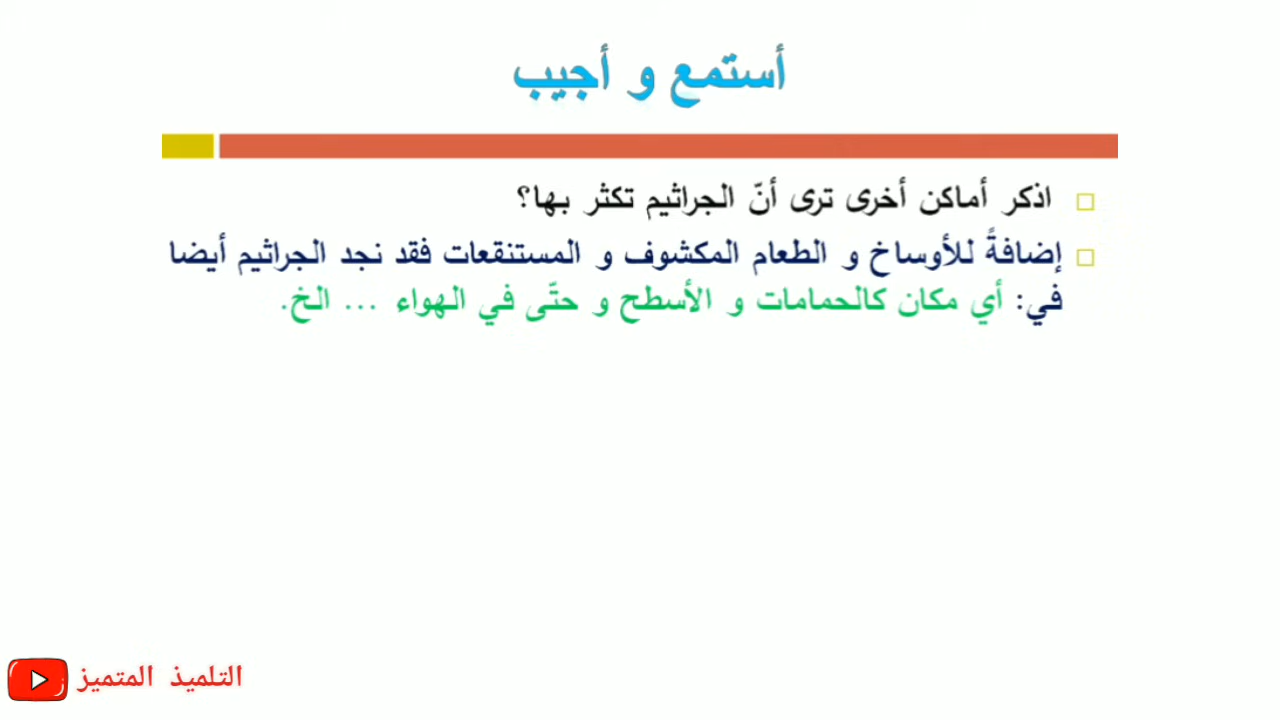 أستمع و أجيب
اذكر أماكن أخرى ترى أنّ الجراثيم تكثر بها؟
إضافةً للأوساخ و الطعام المكشوف و المستنقعات فقد نجد الجراثيم أيضا
في: أي مكان كالحمامات و الأسطح و حتّى في الهواء ... الخ.
التلميذ المتميز